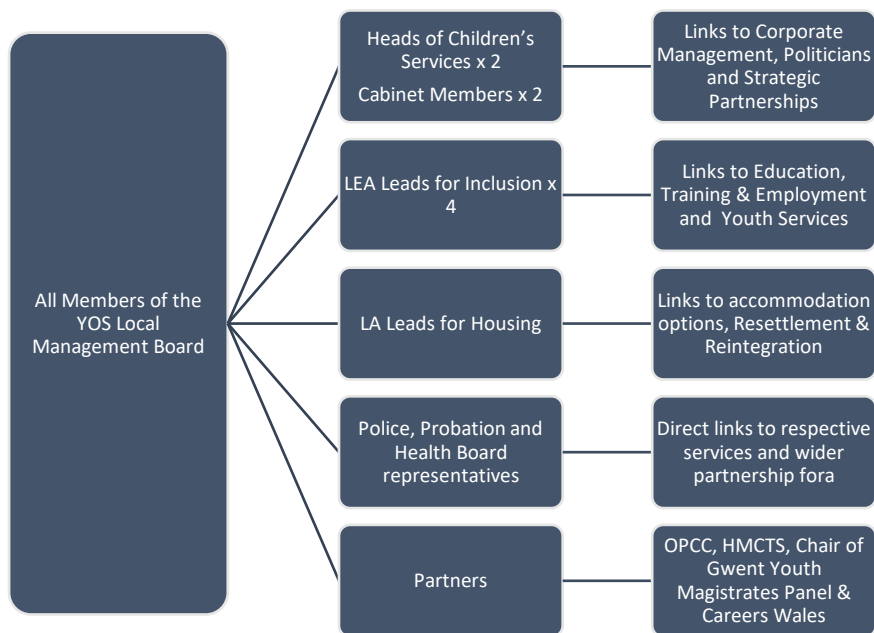 All Members of the
YOS Local
Management Board
Heads of Children’s
Services x 2
Cabinet Members x 2
Links to Corporate
Management, Politicians
and Strategic
Partnerships
LEA Leads for Inclusion x
4
Links to Education,
Training & Employment
and Youth Services
LA Leads for Housing
Links to accommodation
options, Resettlement &
Reintegration
Police, Probation and
Health Board
representatives
Direct links to respective
services and wider
partnership fora
Partners
OPCC, HMCTS, Chair of
Gwent Youth
Magistrates Panel &
Careers Wales